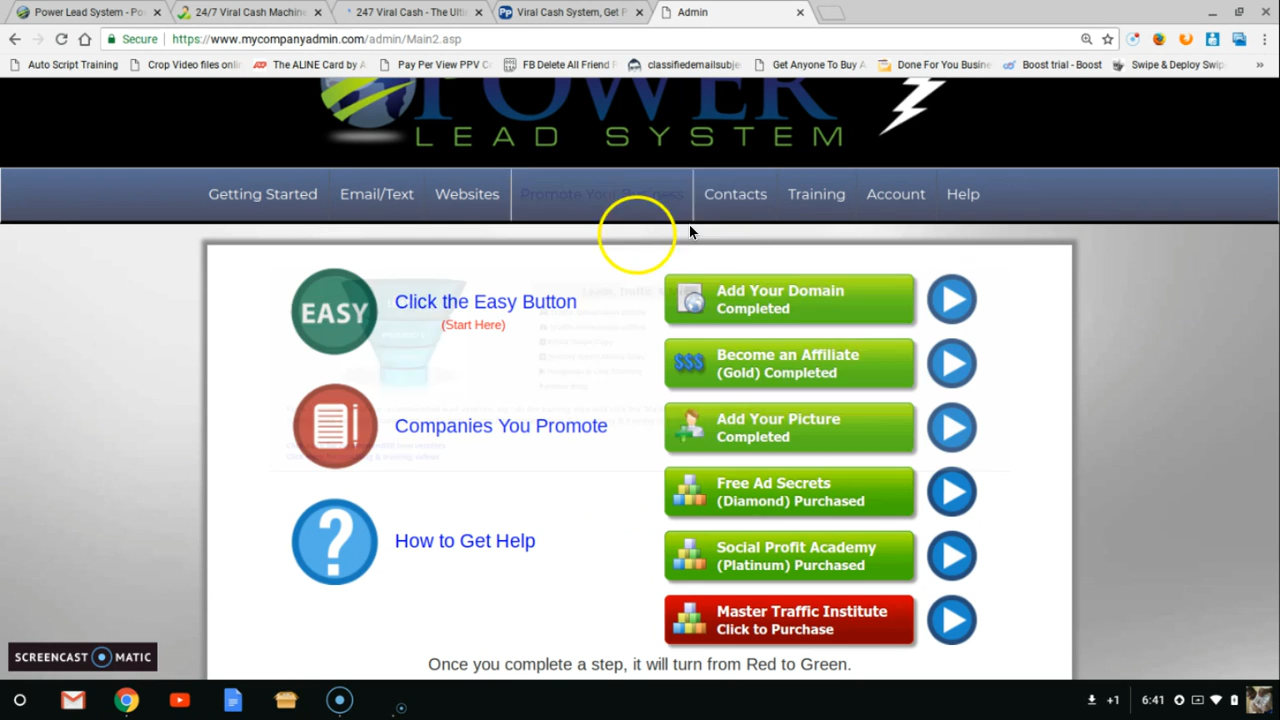 Power Lead System - Po
24/7 Viral Cash Machine
247 Viral Cash - The Ulti
Viral Cash System, Get P
Admin
Secure
https://www.mycompanyadmin.com/admin/Main2.asp
Auto Script Training
Crop Video files onlin
The ALINE Card by A
Pay Per View PPV C
FB Delete All Friend
classifiedemailsubje
Get Anyone To Buy
Done For You Busine
Boost trial - Boost
Swipe & Deploy Swip
POWER
LEAD SYSTEM
Getting Started
Email/Text
Websites
Promote Your Business
Contacts
Training
Account
Help
EASY
Click the Easy Button
(Start Here)
Companies You Promote
?
How to Get Help
Add Your Domain
Completed
$$$
Become an Affiliate
(Gold) Completed
Add Your Picture
Completed
Free Ad Secrets
(Diamond) Purchased
Social Profit Academy
(Platinum) Purchased
Master Traffic Institute
Click to Purchase
Once you complete a step, it will turn from Red to Green.
SCREENCAST MATIC
+1
6:41